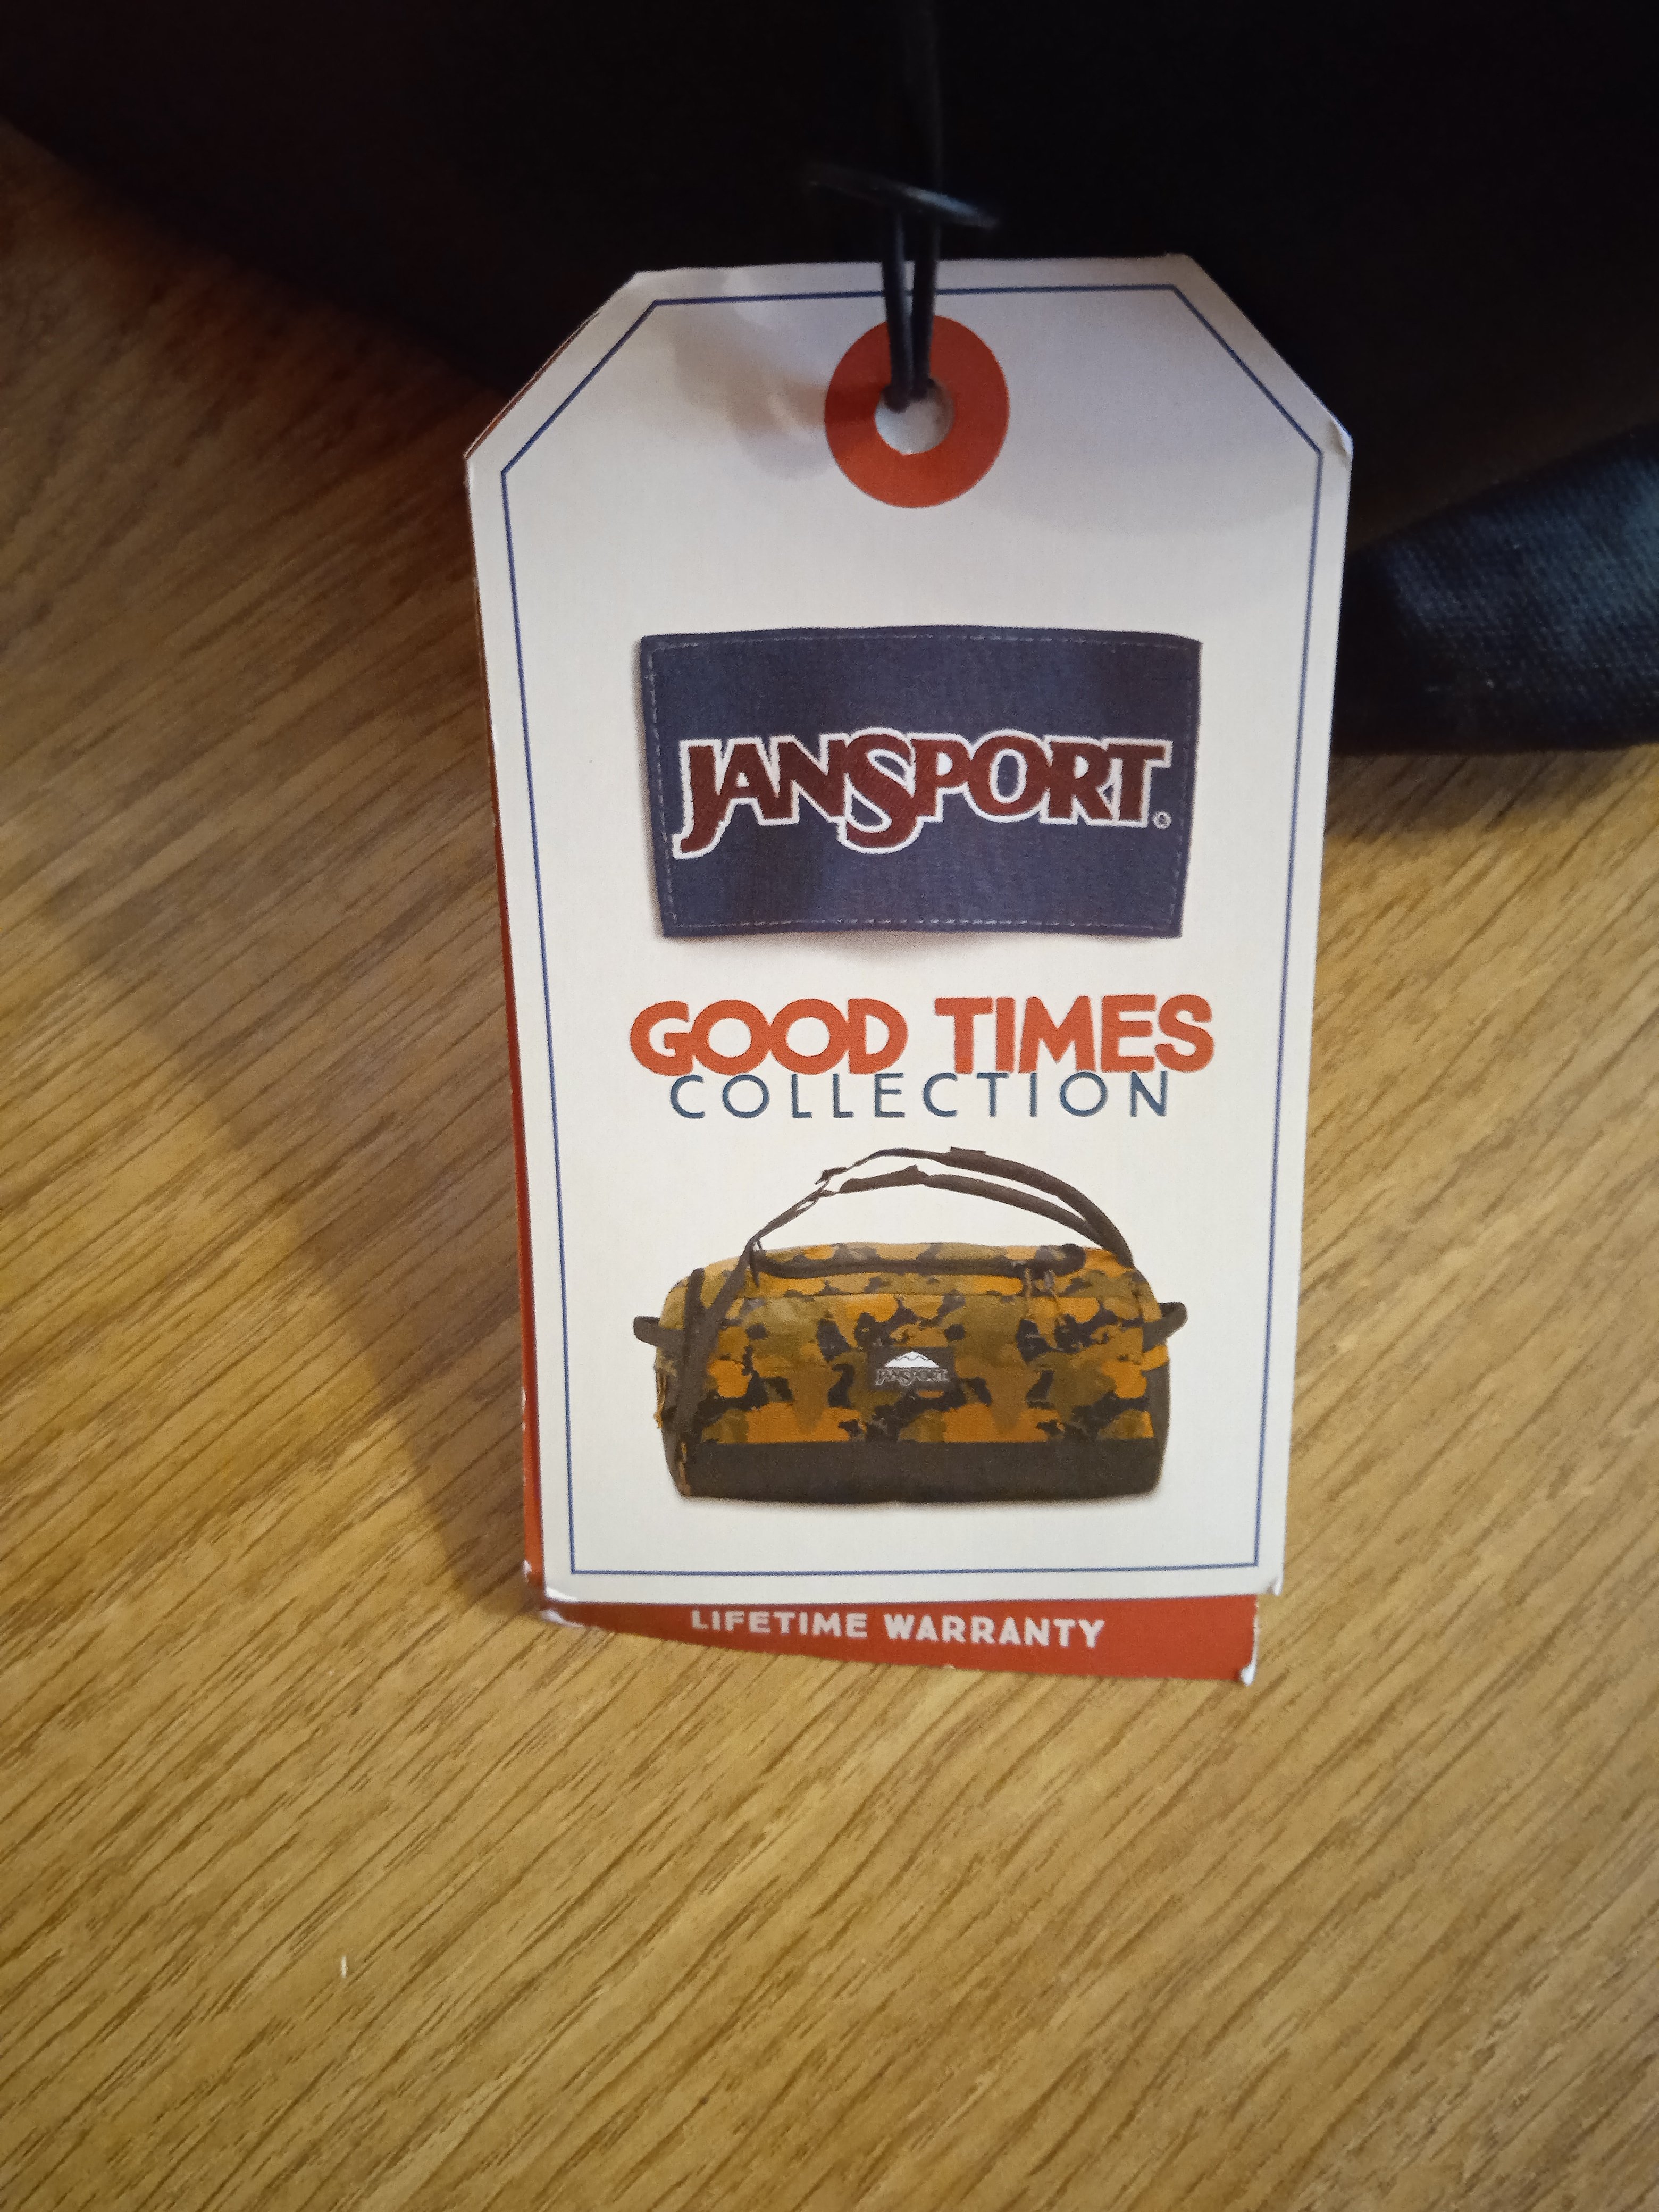 JANSPORT®
GOOD TIMES
COLLECTION
JANSPORT
LIFETIME WARRANTY